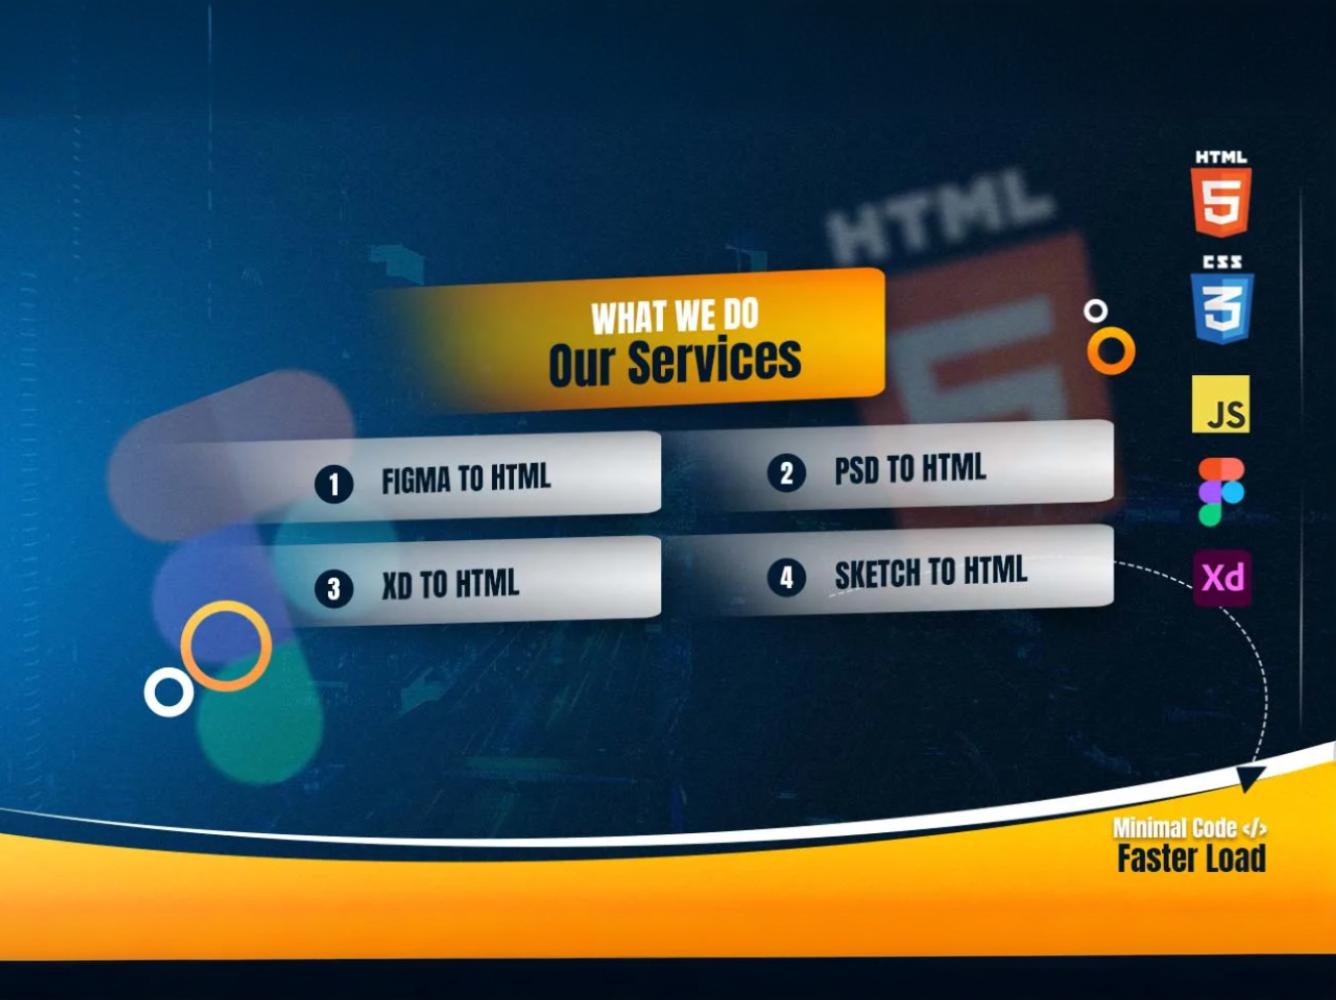 HTML
5
CSS
3
HTML
5
WHAT WE DO
Our Services
JS
1 FIGMA TO HTML
2 PSD TO HTML
3 XD TO HTML
4 SKETCH TO HTML
Xd
Minimal Code </>
Faster Load